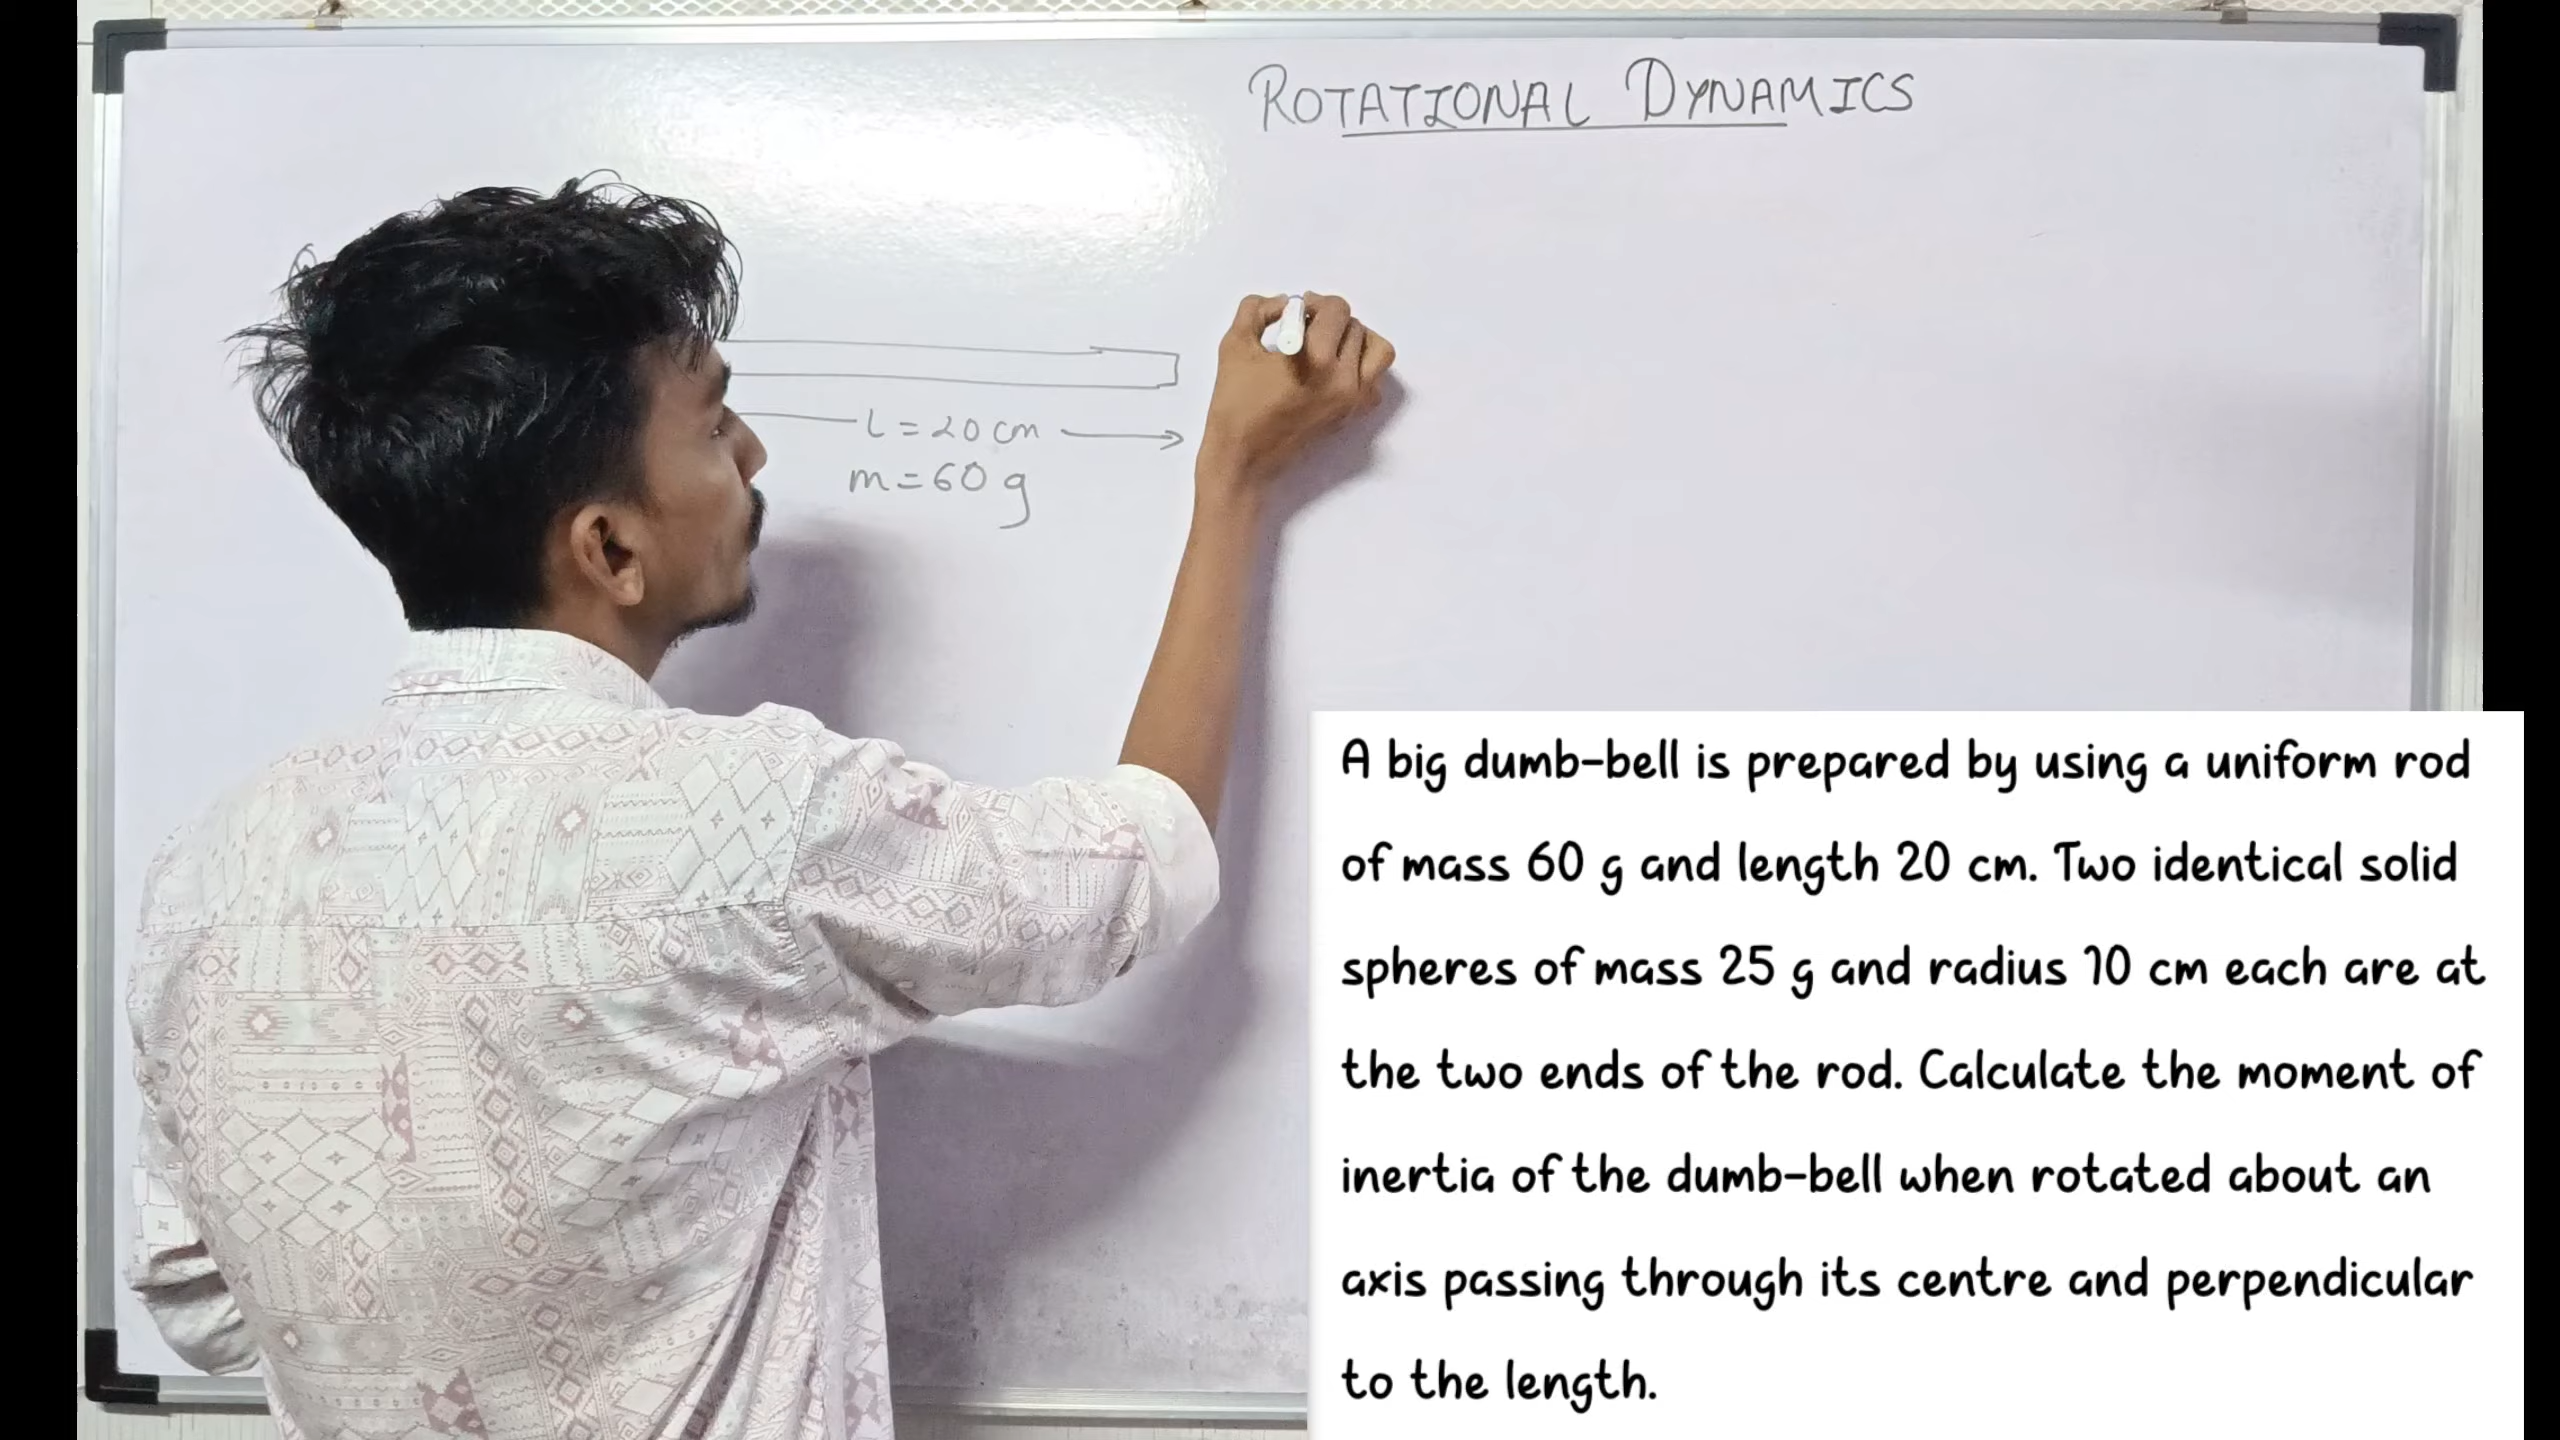 ROTATIONAL DYNAMICS
L = 20 cm
m = 60 g
A big dumb-bell is prepared by using a uniform rod
of mass 60 g and length 20 cm. Two identical solid
spheres of mass 25 g and radius 10 cm each are at
the two ends of the rod. Calculate the moment of
inertia of the dumb-bell when rotated about an
axis passing through its centre and perpendicular
to the length.